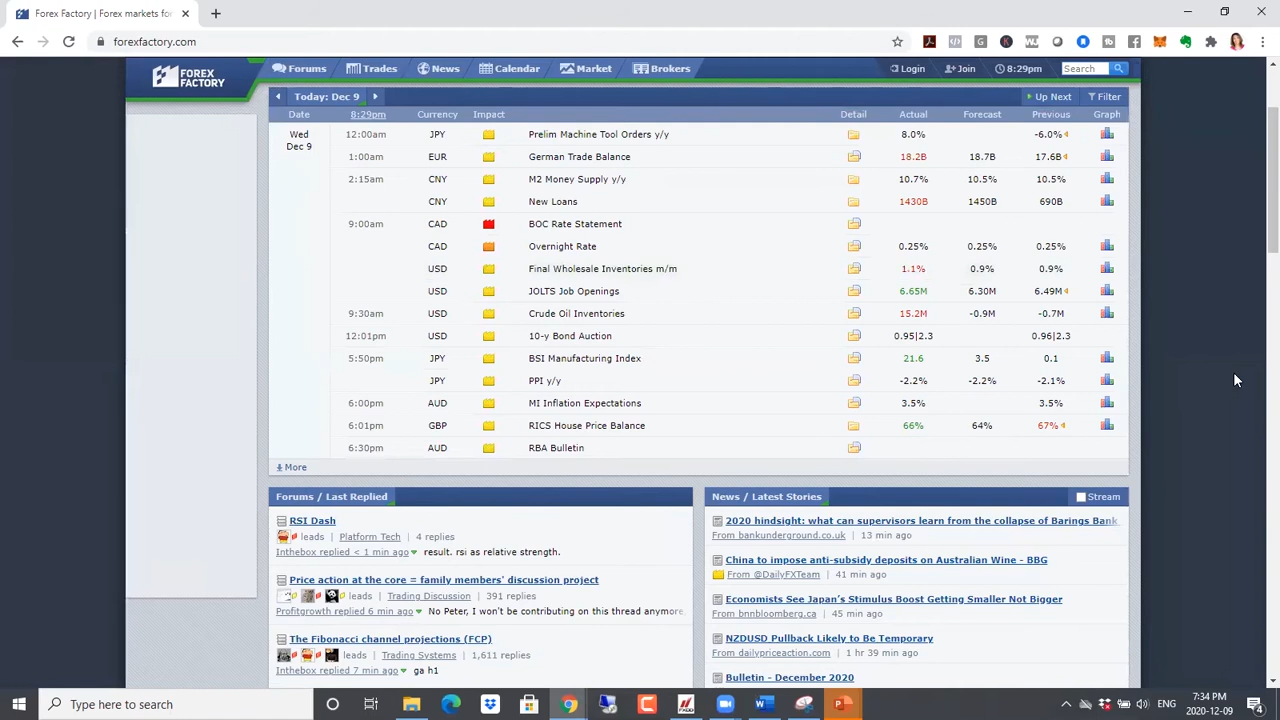 Forex Factory | Forex markets for
forexfactory.com
FOREX FACTORY
Forums Trades News Calendar Market Brokers Login Join 8:29pm Search
Today: Dec 9 Up Next Filter
Date 8:29pm Currency Impact Detail Actual Forecast Previous Graph
Wed Dec 9 12:00am JPY Prelim Machine Tool Orders y/y 8.0% -6.0%
1:00am EUR German Trade Balance 18.2B 18.7B 17.6B
2:15am CNY M2 Money Supply y/y 10.7% 10.5% 10.5%
CNY New Loans 1430B 1450B 690B
9:00am CAD BOC Rate Statement
CAD Overnight Rate 0.25% 0.25% 0.25%
USD Final Wholesale Inventories m/m 1.1% 0.9% 0.9%
USD JOLTS Job Openings 6.65M 6.30M 6.49M
9:30am USD Crude Oil Inventories 15.2M -0.9M -0.7M
12:01pm USD 10-y Bond Auction 0.95|2.3 0.96|2.3
5:50pm JPY BSI Manufacturing Index 21.6 3.5 0.1
JPY PPI y/y -2.2% -2.2% -2.1%
6:00pm AUD MI Inflation Expectations 3.5% 3.5%
6:01pm GBP RICS House Price Balance 66% 64% 67%
6:30pm AUD RBA Bulletin
More
Forums / Last Replied
RSI Dash
leads | Platform Tech | 4 replies
Inthebox replied < 1 min ago result. rsi as relative strength.
Price action at the core = family members' discussion project
leads | Trading Discussion | 391 replies
Profitgrowth replied 6 min ago No Peter, I won't be contributing on this thread anymore,
The Fibonacci channel projections (FCP)
leads | Trading Systems | 1,611 replies
Inthebox replied 7 min ago ga h1
News / Latest Stories Stream
2020 hindsight: what can supervisors learn from the collapse of Barings Bank
From bankunderground.co.uk | 13 min ago
China to impose anti-subsidy deposits on Australian Wine - BBG
From @DailyFXTeam | 41 min ago
Economists See Japan's Stimulus Boost Getting Smaller Not Bigger
From bnnbloomberg.ca | 45 min ago
NZDUSD Pullback Likely to Be Temporary
From dailypriceaction.com | 1 hr 39 min ago
Bulletin - December 2020
Type here to search
ENG
7:34 PM
2020-12-09
4